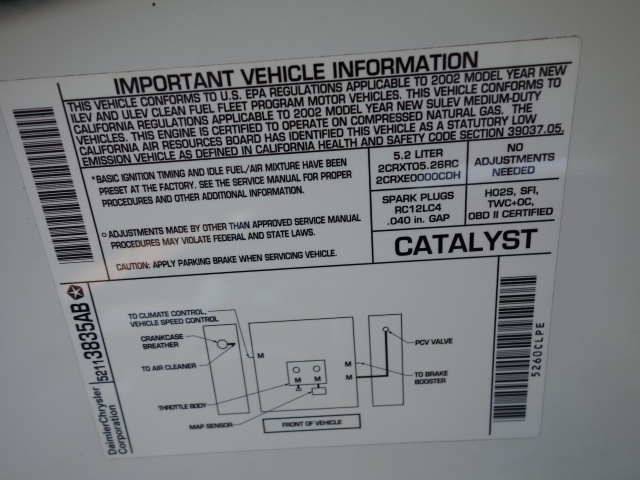 IMPORTANT VEHICLE INFORMATION
THIS VEHICLE CONFORMS TO U.S. EPA REGULATIONS APPLICABLE TO 2002 MODEL YEAR NEW
ILEV AND ULEV CLEAN FUEL FLEET PROGRAM MOTOR VEHICLES. THIS VEHICLE CONFORMS TO
CALIFORNIA REGULATIONS APPLICABLE TO 2002 MODEL YEAR NEW SULEV MEDIUM-DUTY
VEHICLES. THIS ENGINE IS CERTIFIED TO OPERATE ON COMPRESSED NATURAL GAS. THE
CALIFORNIA AIR RESOURCES BOARD HAS IDENTIFIED THIS VEHICLE AS A STATUTORY LOW
EMISSION VEHICLE AS DEFINED IN CALIFORNIA HEALTH AND SAFETY CODE SECTION 39037.05.
*BASIC IGNITION TIMING AND IDLE FUEL/AIR MIXTURE HAVE BEEN
PRESET AT THE FACTORY. SEE THE SERVICE MANUAL FOR PROPER
PROCEDURES AND OTHER ADDITIONAL INFORMATION.
○ ADJUSTMENTS MADE BY OTHER THAN APPROVED SERVICE MANUAL
PROCEDURES MAY VIOLATE FEDERAL AND STATE LAWS.
CAUTION: APPLY PARKING BRAKE WHEN SERVICING VEHICLE.
5.2 LITER
2CRXT05.26RC
2CRXE0000CDH
NO
ADJUSTMENTS
NEEDED
SPARK PLUGS
RC12LC4
.040 in. GAP
HO2S, SFI,
TWC+OC,
OBD II CERTIFIED
CATALYST
TO CLIMATE CONTROL,
VEHICLE SPEED CONTROL
CRANKCASE
BREATHER
TO AIR CLEANER
THROTTLE BODY
MAP SENSOR
M
M
M
M
M
PCV VALVE
TO BRAKE
BOOSTER
FRONT OF VEHICLE
DaimlerChrysler
Corporation
52113835AB
5260CLPE